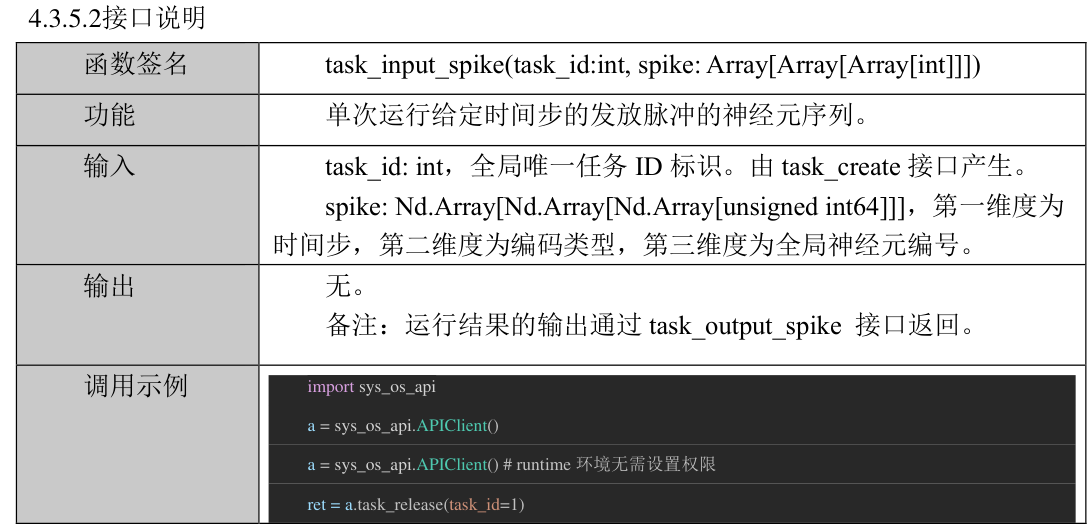 4.3.5.2接口说明
函数签名
task_input_spike(task_id:int, spike: Array[Array[Array[int]]])
功能
单次运行给定时间步的发放脉冲的神经元序列。
输入
task_id: int，全局唯一任务 ID 标识。由 task_create 接口产生。
spike: Nd.Array[Nd.Array[Nd.Array[unsigned int64]]]，第一维度为
时间步，第二维度为编码类型，第三维度为全局神经元编号。
输出
无。
备注：运行结果的输出通过 task_output_spike 接口返回。
调用示例
import sys_os_api
a = sys_os_api.APIClient()
a = sys_os_api.APIClient() # runtime 环境无需设置权限
ret = a.task_release(task_id=1)